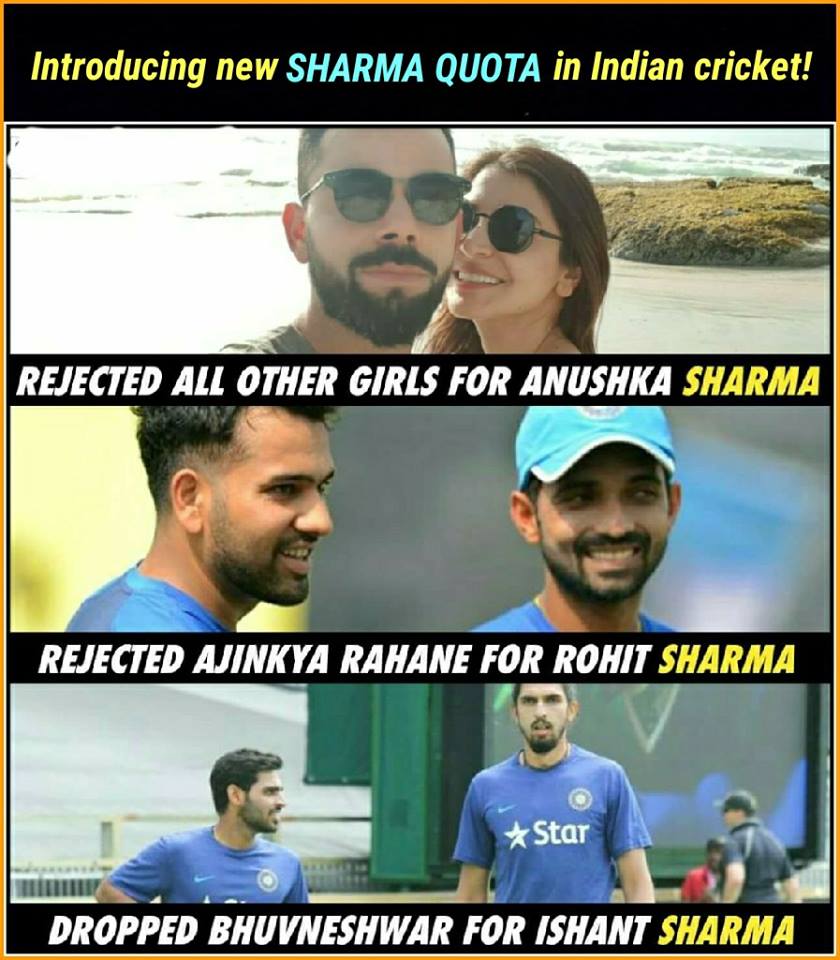 Introducing new SHARMA QUOTA in Indian cricket!
REJECTED ALL OTHER GIRLS FOR ANUSHKA SHARMA
REJECTED AJINKYA RAHANE FOR ROHIT SHARMA
Star
DROPPED BHUVNESHWAR FOR ISHANT SHARMA